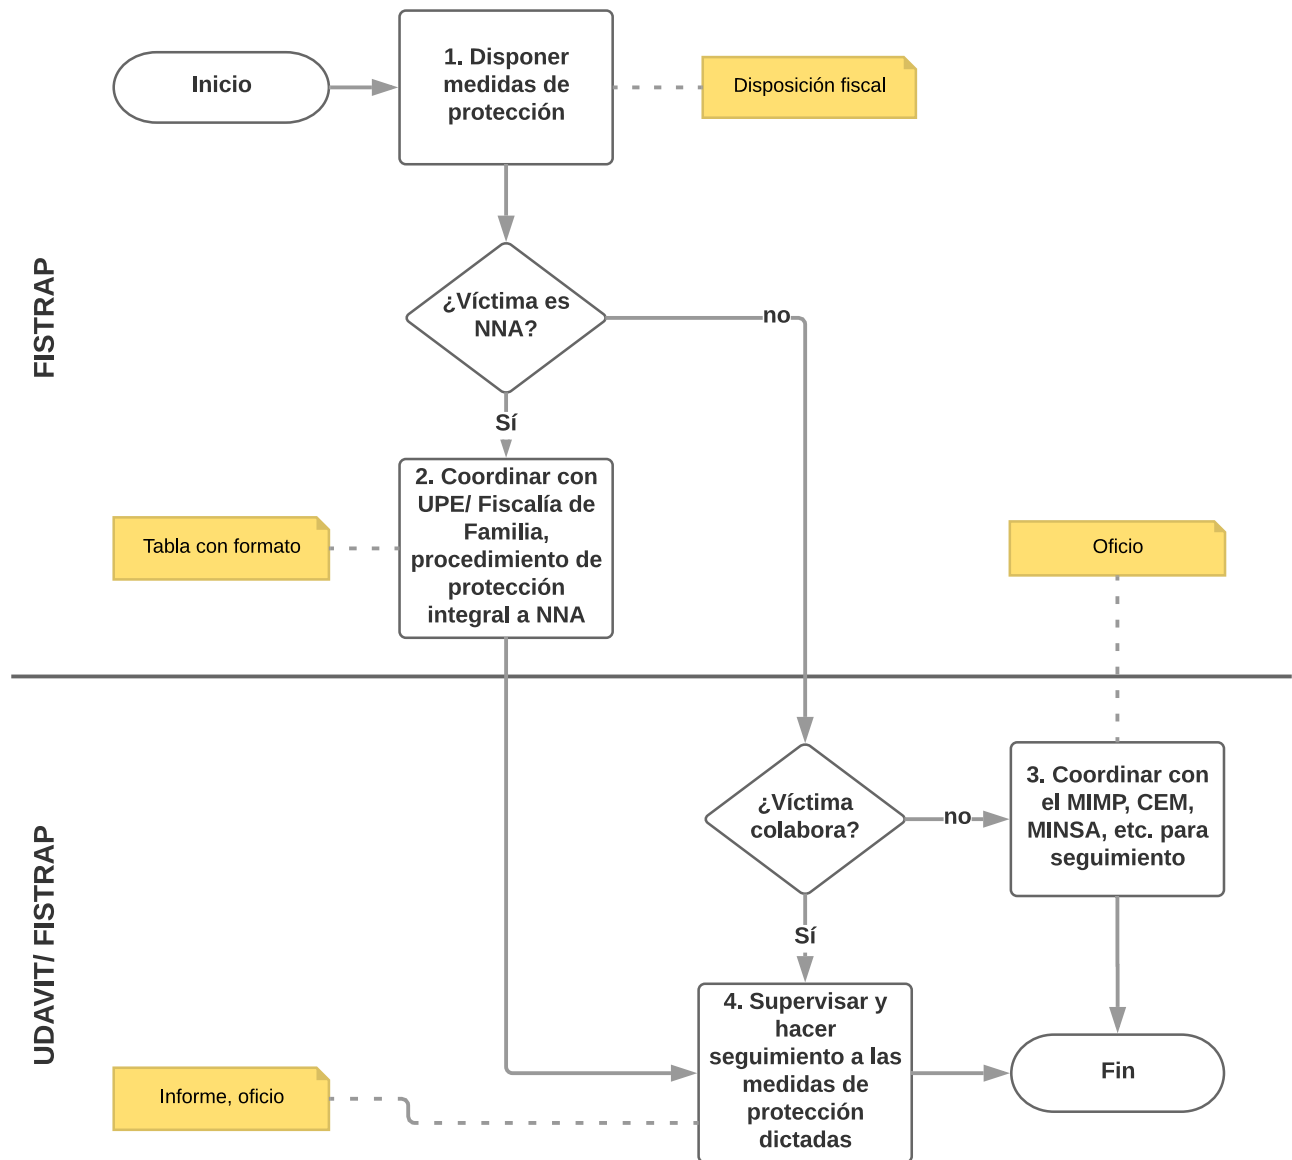 Inicio
1. Disponer
medidas de
protección
Disposición fiscal
FISTRAP
¿Víctima es
NNA?
no
Sí
2. Coordinar con
UPE/ Fiscalía de
Familia,
procedimiento de
protección
integral a NNA
Tabla con formato
Oficio
UDAVIT/ FISTRAP
¿Víctima
colabora?
no
3. Coordinar con
el MIMP, CEM,
MINSA, etc. para
seguimiento
Sí
4. Supervisar y
hacer
seguimiento a las
medidas de
protección
dictadas
Fin
Informe, oficio